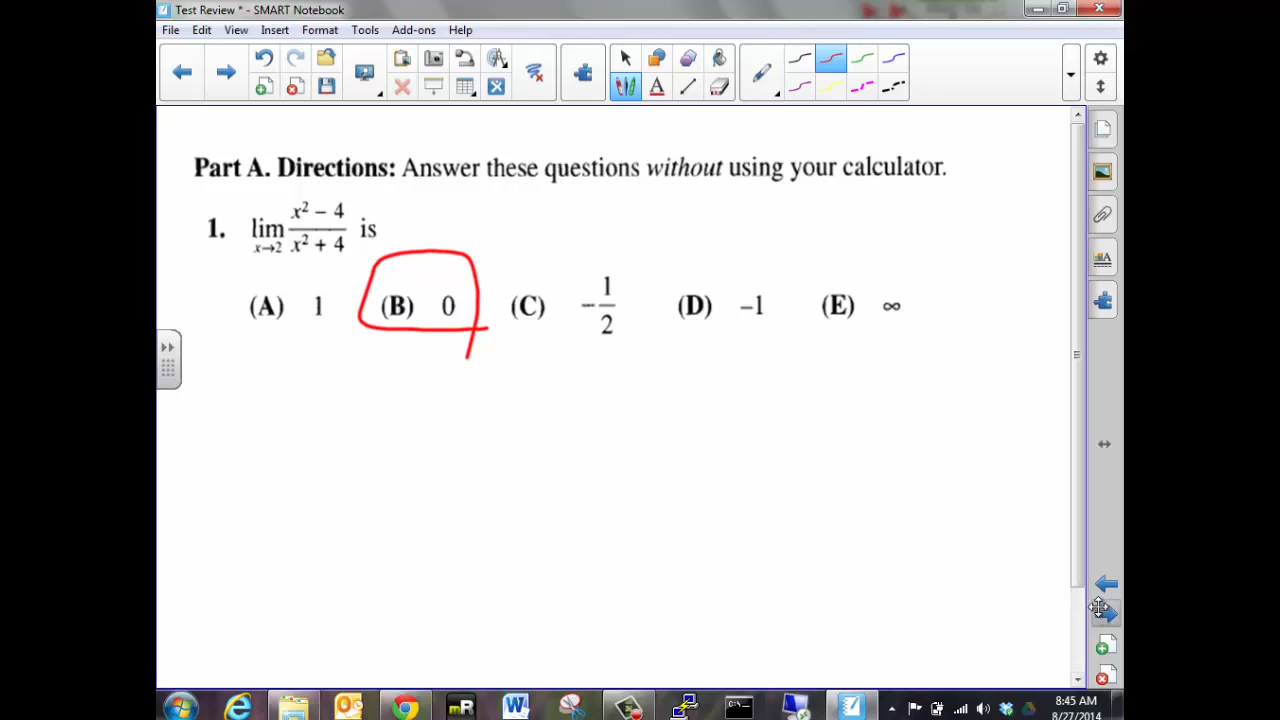 Test Review * - SMART Notebook
File Edit View Insert Format Tools Add-ons Help
Part A. Directions: Answer these questions without using your calculator.
1. lim x→2 x² – 4 / x² + 4 is
(A) 1 (B) 0 (C) –1/2 (D) –1 (E) ∞
8:45 AM
8/27/2014